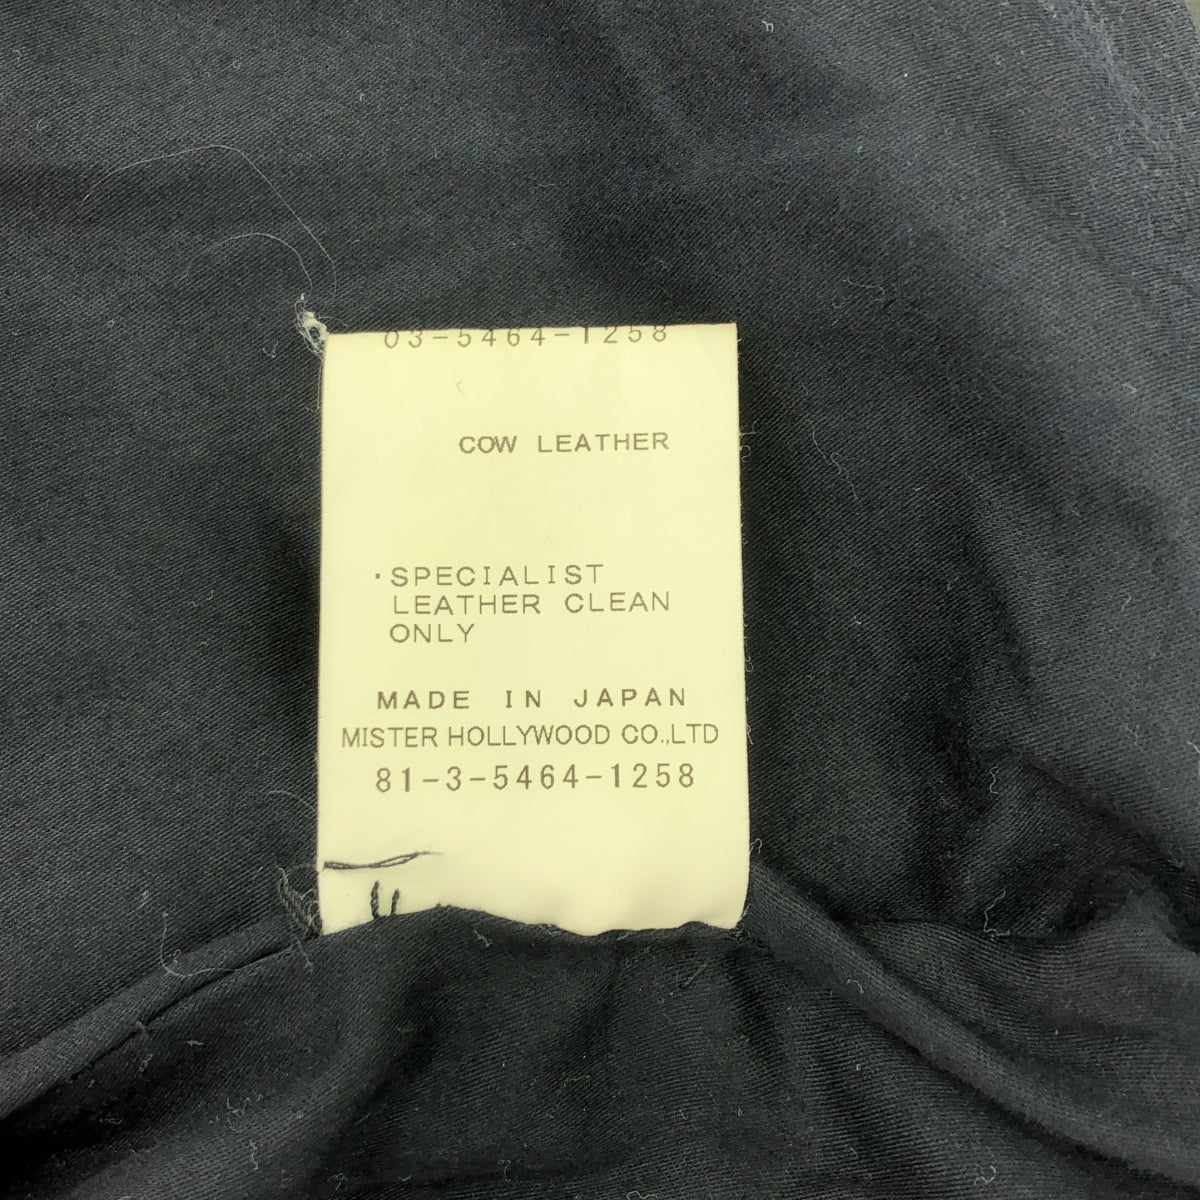 03-5464-1258
COW LEATHER
・SPECIALIST
LEATHER CLEAN
ONLY
MADE IN JAPAN
MISTER HOLLYWOOD CO.,LTD
81-3-5464-1258